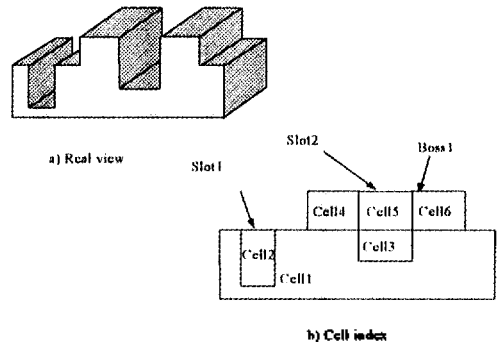 a) Real view
Slot2
Boss1
Slot1
Cell4 Cell5 Cell6
Cell3
Cell2
Cell1
b) Cell index